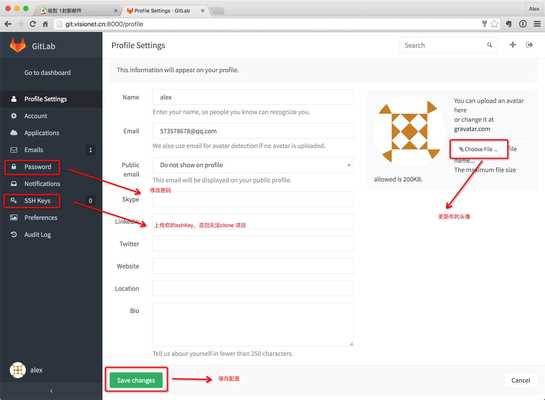 收到 1封新邮件
Profile Settings · GitLab
Alex
git.visionet.cn:8000/profile
GitLab
Profile Settings
Search
Go to dashboard
This information will appear on your profile.
Profile Settings
Account
Applications
Emails 1
Password
Notifications
SSH Keys 0
Preferences
Audit Log
Name
alex
Enter your name, so people you know can recognize you.
Email
573578678@qq.com
We also use email for avatar detection if no avatar is uploaded.
Public email
Do not show on profile
This email will be displayed on your public profile.
修改密码
Skype
LinkedIn
上传你的sshKey，否则无法clone 项目
Twitter
Website
Location
Bio
Tell us about yourself in fewer than 250 characters.
You can upload an avatar
here
or change it at
gravatar.com
Choose File ...
file
name...
The maximum file size
allowed is 200KB.
更新你的头像
alex
Save changes
保存配置
Cancel